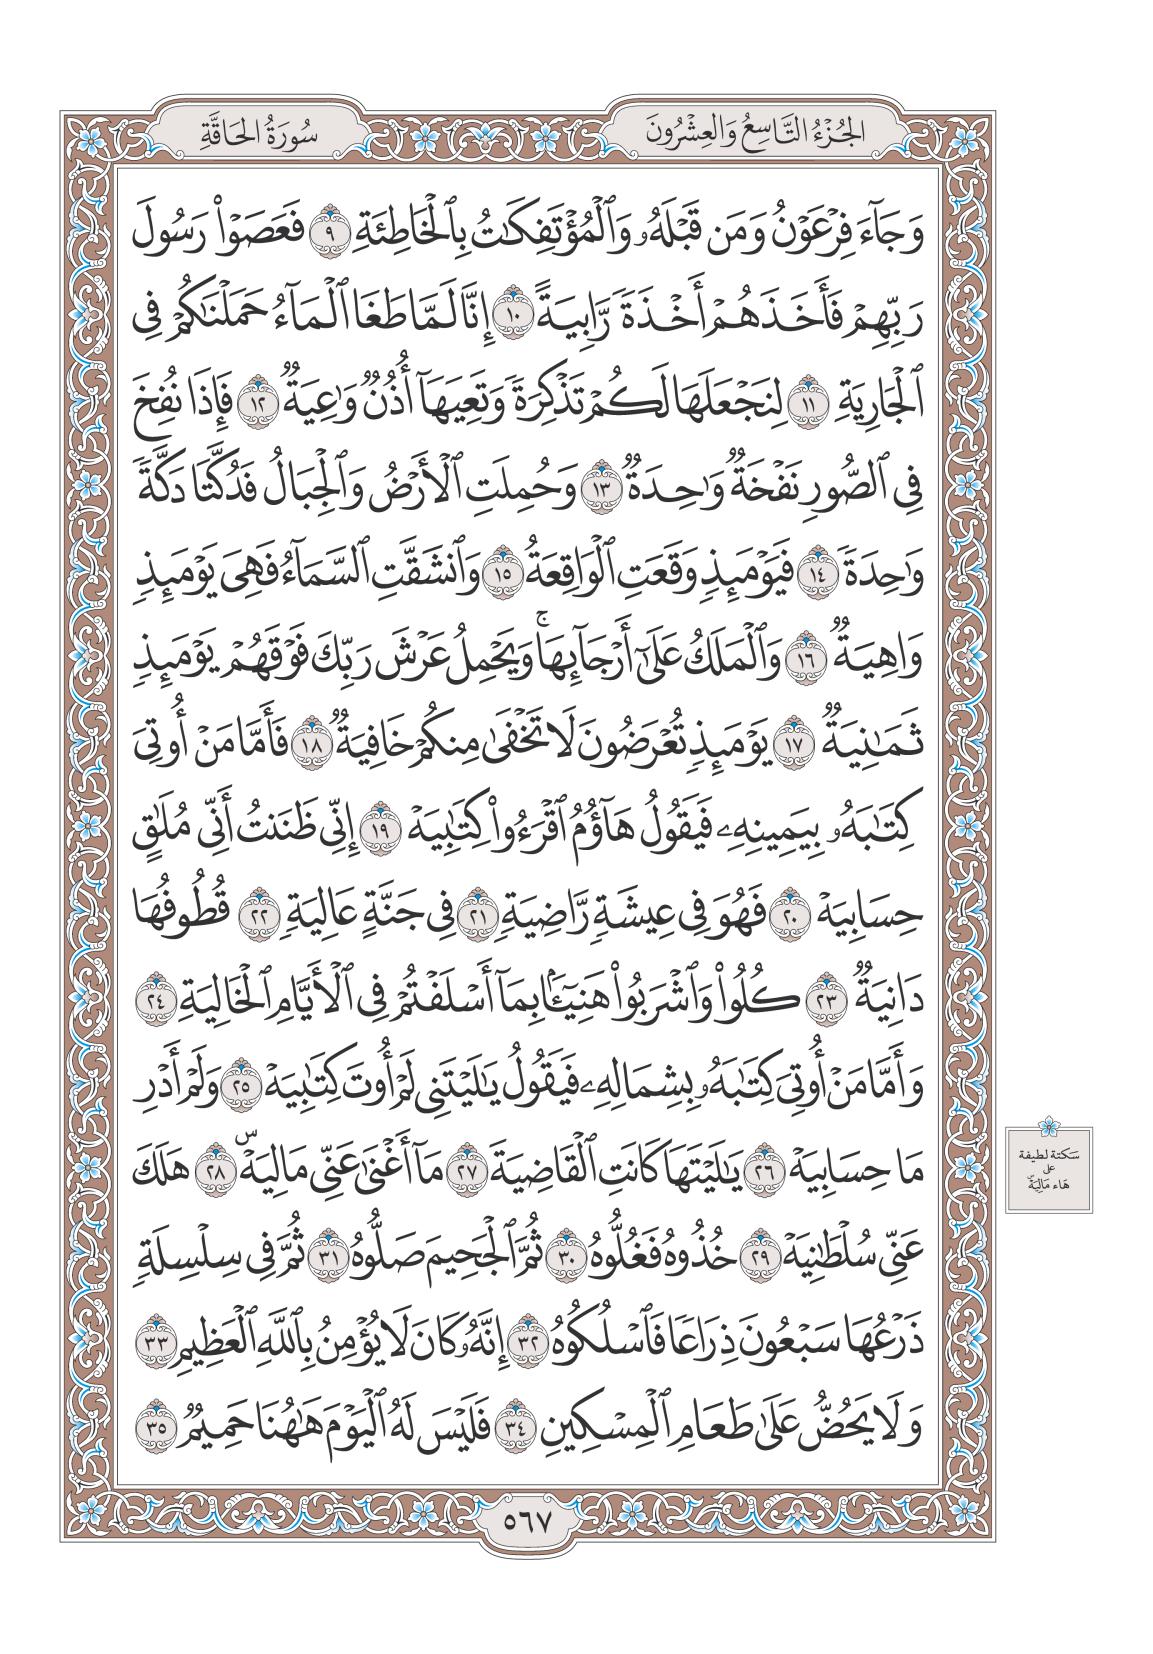 الجُزْءُ التَّاسِعُ وَالعِشْرُونَ
سُورَةُ الحَاقَّةِ
وَجَآءَ فِرْعَوْنُ وَمَن قَبْلَهُۥ وَٱلْمُؤْتَفِكَٰتُ بِٱلْخَاطِئَةِ ٩ فَعَصَوْا۟ رَسُولَ
رَبِّهِمْ فَأَخَذَهُمْ أَخْذَةً رَّابِيَةً ١٠ إِنَّا لَمَّا طَغَا ٱلْمَآءُ حَمَلْنَٰكُمْ فِى
ٱلْجَارِيَةِ ١١ لِنَجْعَلَهَا لَكُمْ تَذْكِرَةً وَتَعِيَهَآ أُذُنٌ وَٰعِيَةٌ ١٢ فَإِذَا نُفِخَ
فِى ٱلصُّورِ نَفْخَةٌ وَٰحِدَةٌ ١٣ وَحُمِلَتِ ٱلْأَرْضُ وَٱلْجِبَالُ فَدُكَّتَا دَكَّةً
وَٰحِدَةً ١٤ فَيَوْمَئِذٍ وَقَعَتِ ٱلْوَاقِعَةُ ١٥ وَٱنشَقَّتِ ٱلسَّمَآءُ فَهِىَ يَوْمَئِذٍ
وَاهِيَةٌ ١٦ وَٱلْمَلَكُ عَلَىٰٓ أَرْجَآئِهَا ۚ وَيَحْمِلُ عَرْشَ رَبِّكَ فَوْقَهُمْ يَوْمَئِذٍ
ثَمَٰنِيَةٌ ١٧ يَوْمَئِذٍ تُعْرَضُونَ لَا تَخْفَىٰ مِنكُمْ خَافِيَةٌ ١٨ فَأَمَّا مَنْ أُوتِىَ
كِتَٰبَهُۥ بِيَمِينِهِۦ فَيَقُولُ هَآؤُمُ ٱقْرَءُوا۟ كِتَٰبِيَهْ ١٩ إِنِّى ظَنَنتُ أَنِّى مُلَٰقٍ
حِسَابِيَهْ ٢٠ فَهُوَ فِى عِيشَةٍ رَّاضِيَةٍ ٢١ فِى جَنَّةٍ عَالِيَةٍ ٢٢ قُطُوفُهَا
دَانِيَةٌ ٢٣ كُلُوا۟ وَٱشْرَبُوا۟ هَنِيٓـًٔۢا بِمَآ أَسْلَفْتُمْ فِى ٱلْأَيَّامِ ٱلْخَالِيَةِ ٢٤
وَأَمَّا مَنْ أُوتِىَ كِتَٰبَهُۥ بِشِمَالِهِۦ فَيَقُولُ يَٰلَيْتَنِى لَمْ أُوتَ كِتَٰبِيَهْ ٢٥ وَلَمْ أَدْرِ
مَا حِسَابِيَهْ ٢٦ يَٰلَيْتَهَا كَانَتِ ٱلْقَاضِيَةَ ٢٧ مَآ أَغْنَىٰ عَنِّى مَالِيَهْ ۜ ٢٨ هَلَكَ
عَنِّى سُلْطَٰنِيَهْ ٢٩ خُذُوهُ فَغُلُّوهُ ٣٠ ثُمَّ ٱلْجَحِيمَ صَلُّوهُ ٣١ ثُمَّ فِى سِلْسِلَةٍ
ذَرْعُهَا سَبْعُونَ ذِرَاعًا فَٱسْلُكُوهُ ٣٢ إِنَّهُۥ كَانَ لَا يُؤْمِنُ بِٱللَّهِ ٱلْعَظِيمِ ٣٣
وَلَا يَحُضُّ عَلَىٰ طَعَامِ ٱلْمِسْكِينِ ٣٤ فَلَيْسَ لَهُ ٱلْيَوْمَ هَٰهُنَا حَمِيمٌ ٣٥
سَكتة لطيفة
على
هَاء مَالِيَهْۜ
٥٦٧